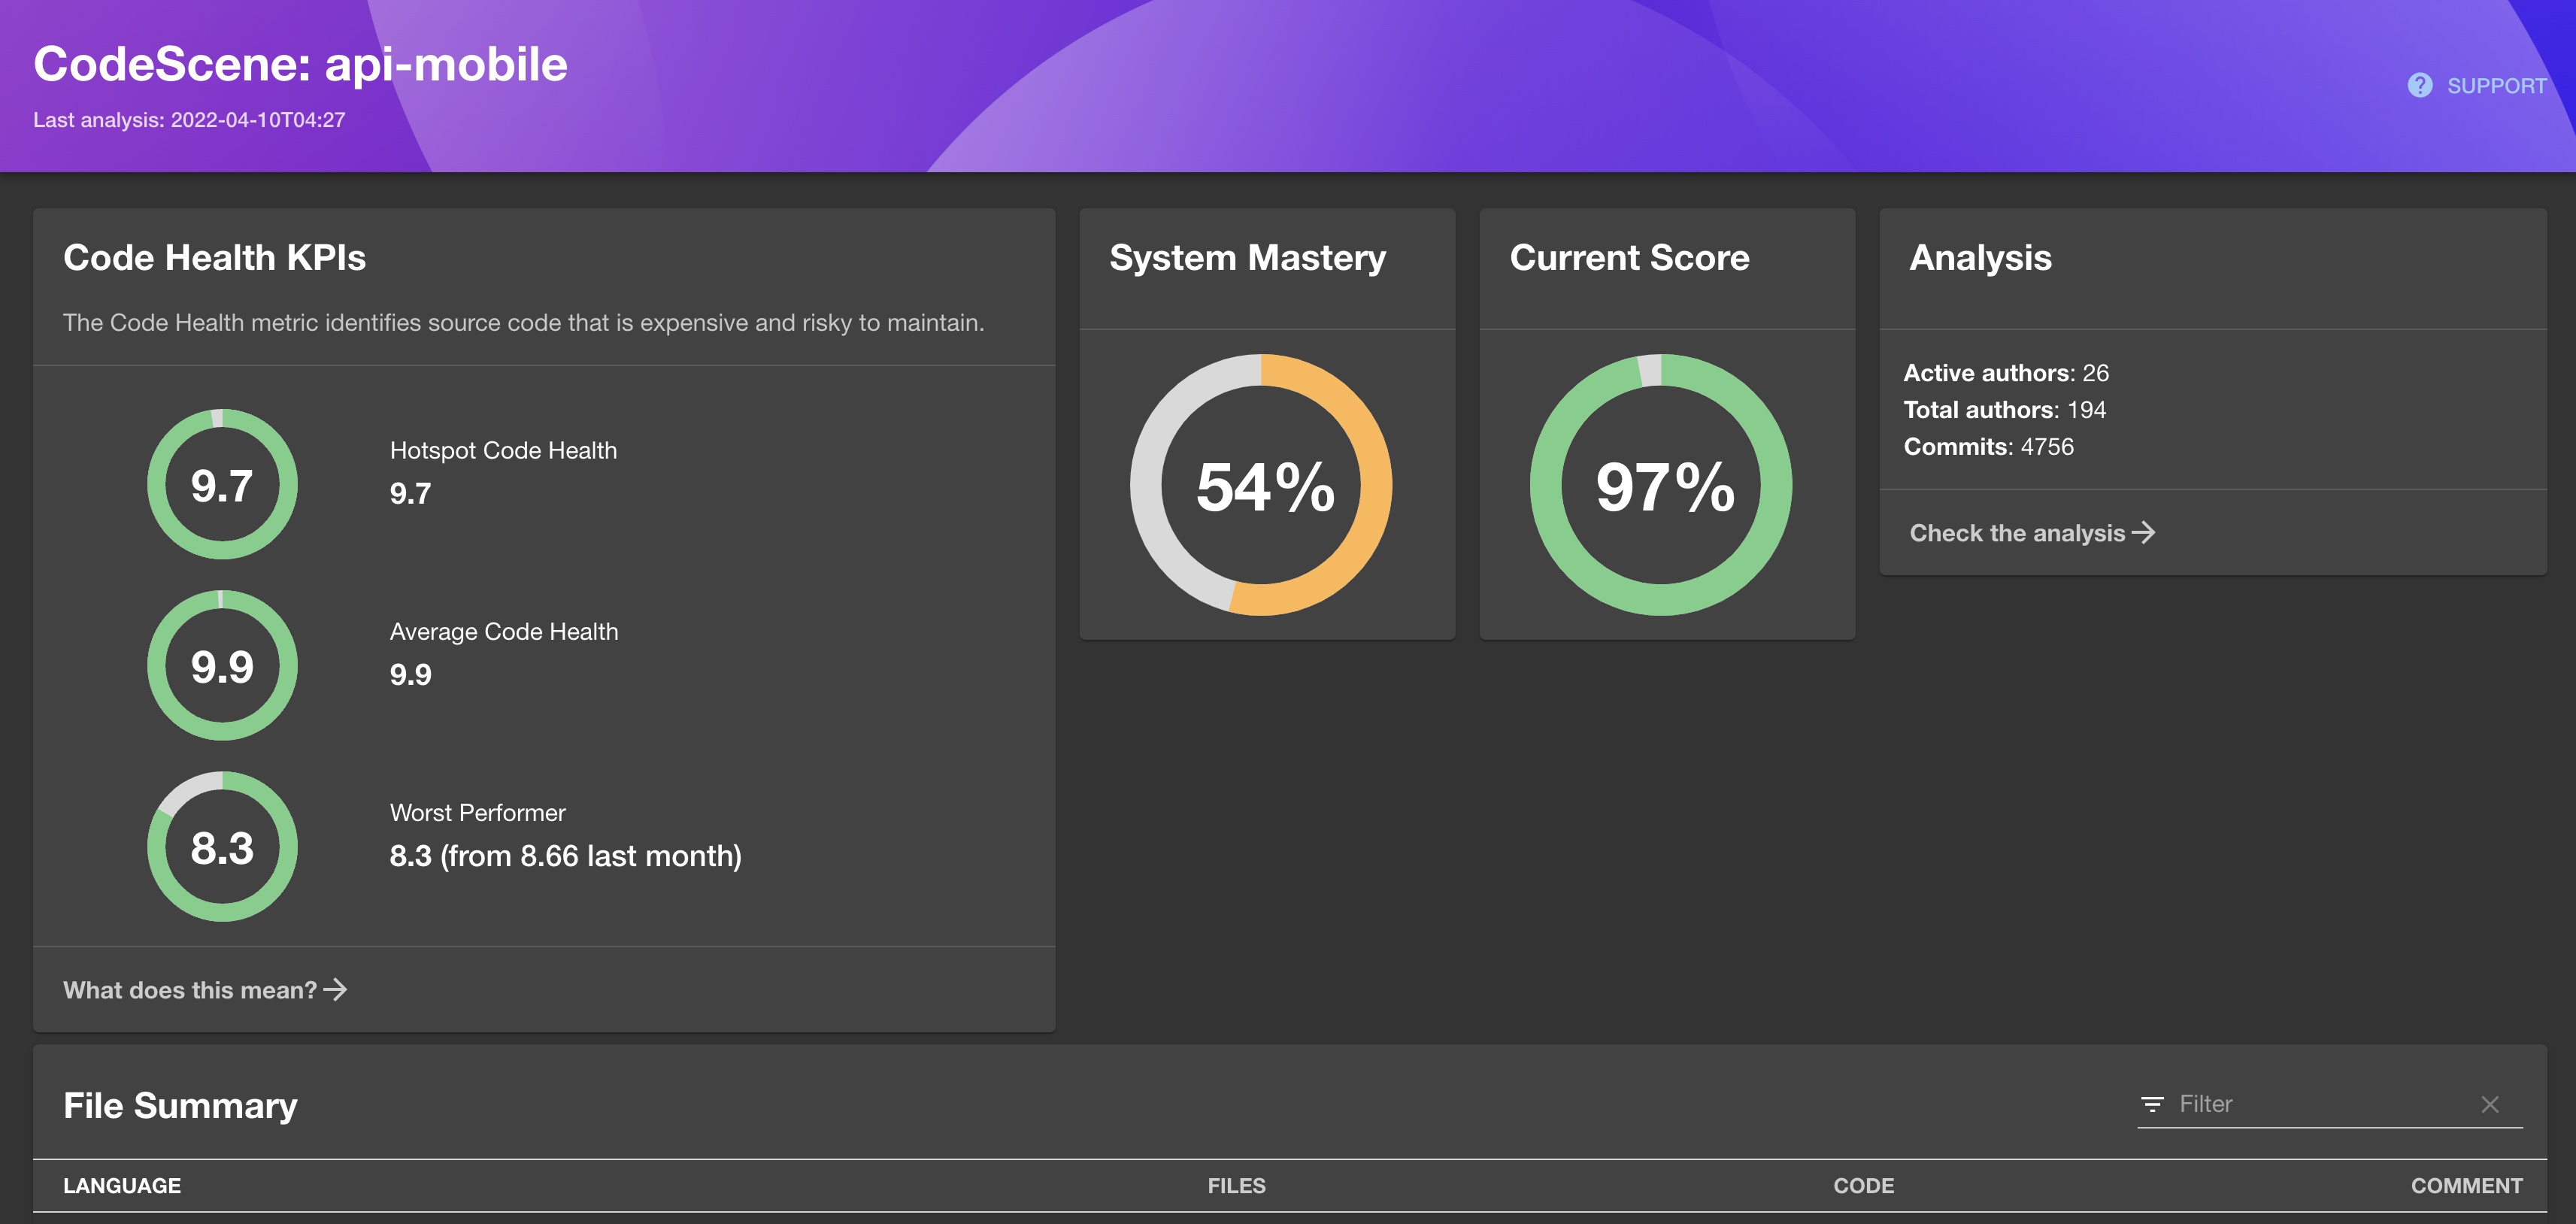 CodeScene: api-mobile
Last analysis: 2022-04-10T04:27
SUPPORT
Code Health KPIs
The Code Health metric identifies source code that is expensive and risky to maintain.
9.7
Hotspot Code Health
9.7
9.9
Average Code Health
9.9
8.3
Worst Performer
8.3 (from 8.66 last month)
What does this mean?
System Mastery
54%
Current Score
97%
Analysis
Active authors: 26
Total authors: 194
Commits: 4756
Check the analysis
File Summary
Filter
LANGUAGE FILES CODE COMMENT